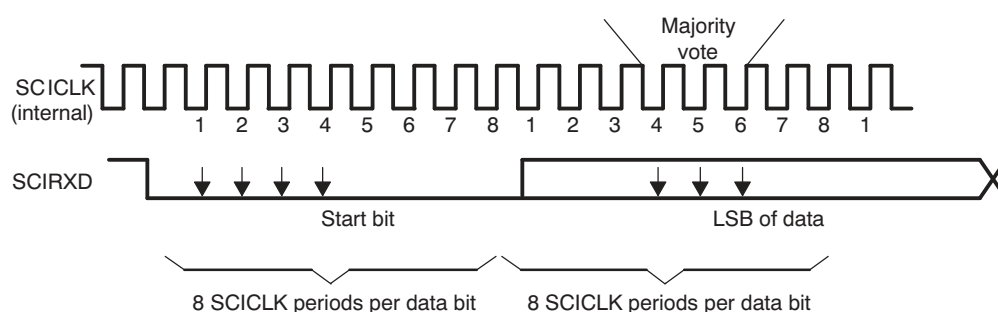 Majority
vote
SCICLK
(internal)
1 2 3 4 5 6 7 8 1 2 3 4 5 6 7 8 1
SCIRXD
Start bit LSB of data
8 SCICLK periods per data bit 8 SCICLK periods per data bit